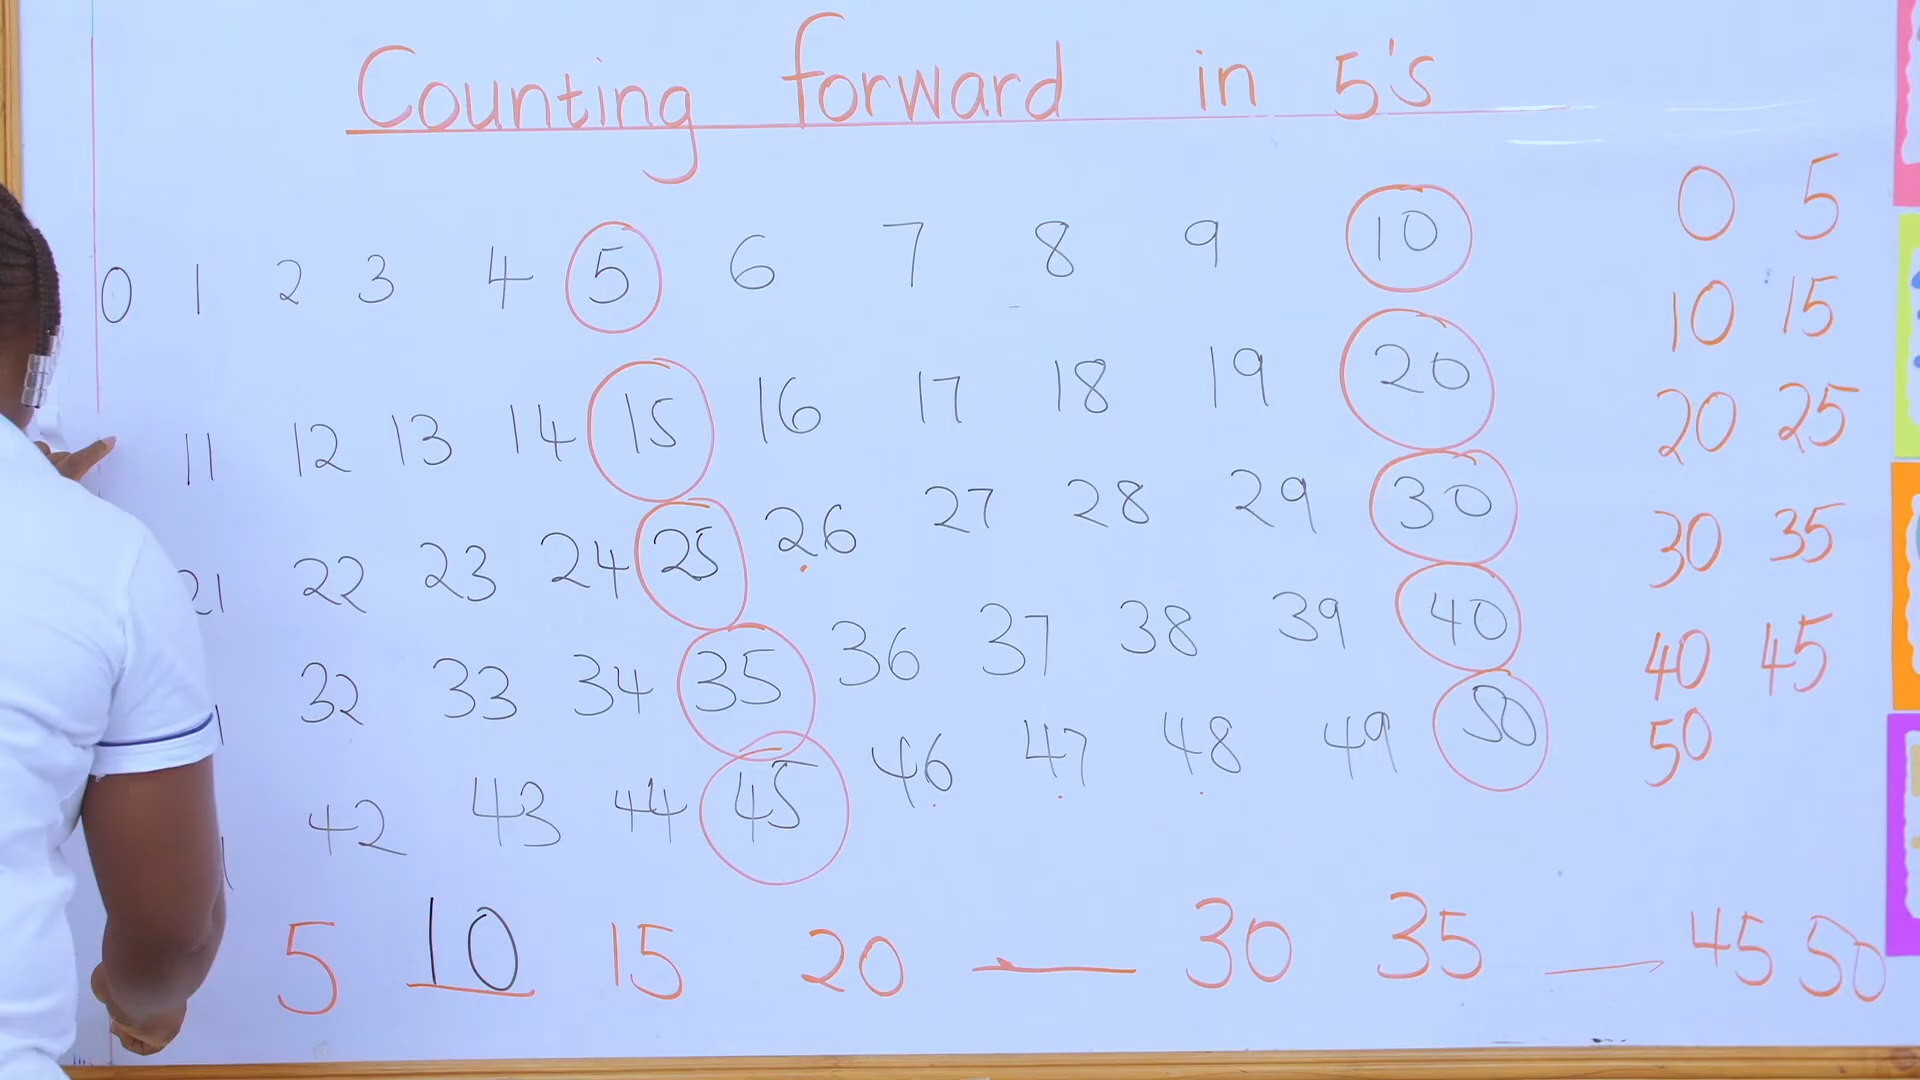 Counting forward in 5's
0 1 2 3 4 5 6 7 8 9 10
11 12 13 14 15 16 17 18 19 20
21 22 23 24 25 26 27 28 29 30
32 33 34 35 36 37 38 39 40
42 43 44 45 46 47 48 49 50
5 10 15 20 ___ 30 35 ___ 45 50
0 5
10 15
20 25
30 35
40 45
50